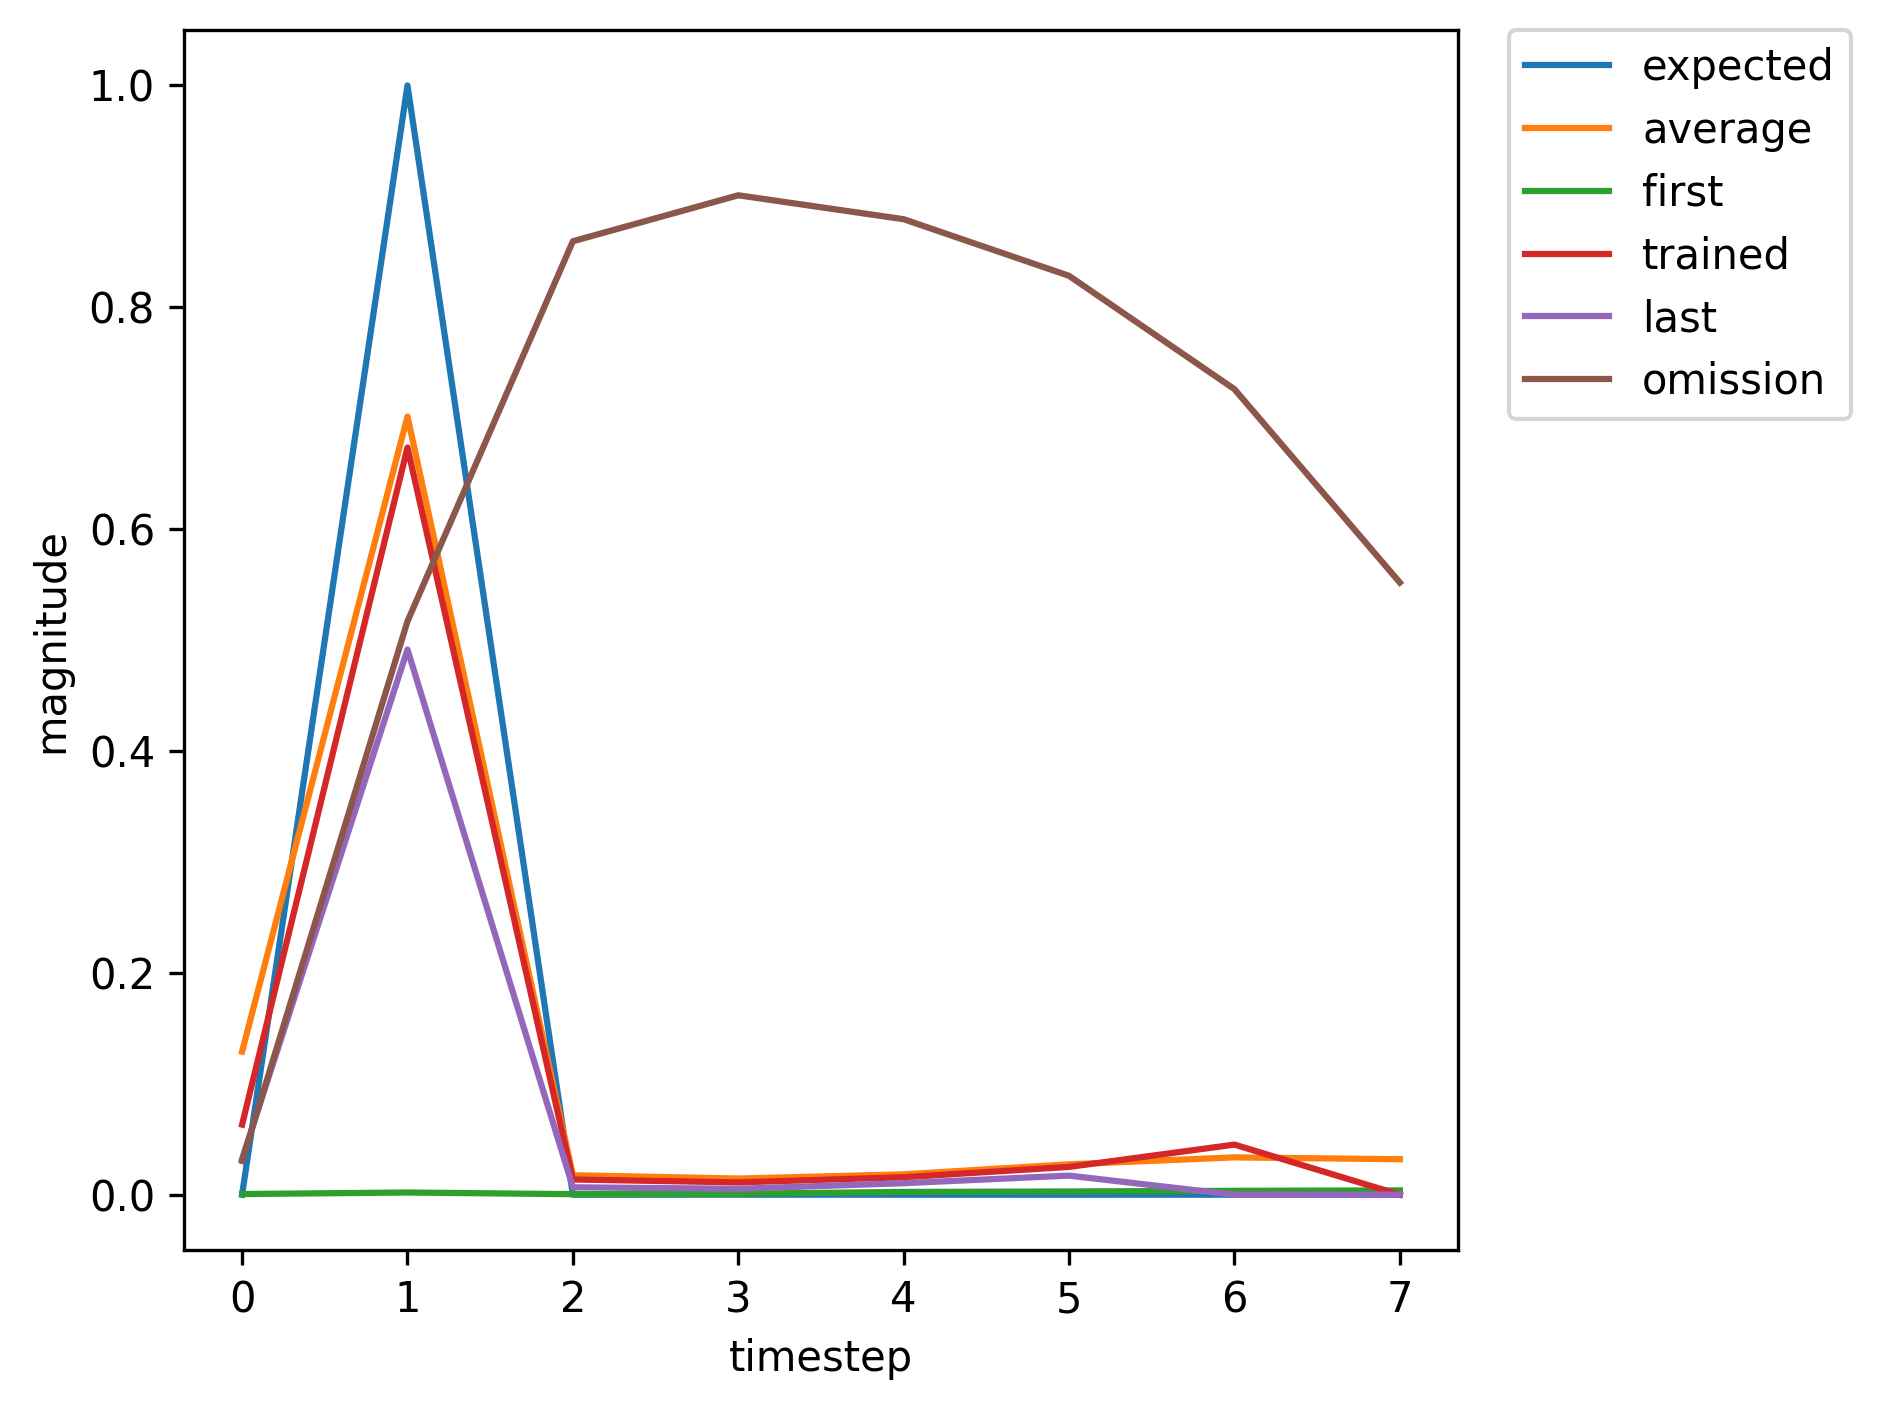 magnitude
1.0
0.8
0.6
0.4
0.2
0.0
0 1 2 3 4 5 6 7
timestep
expected
average
first
trained
last
omission